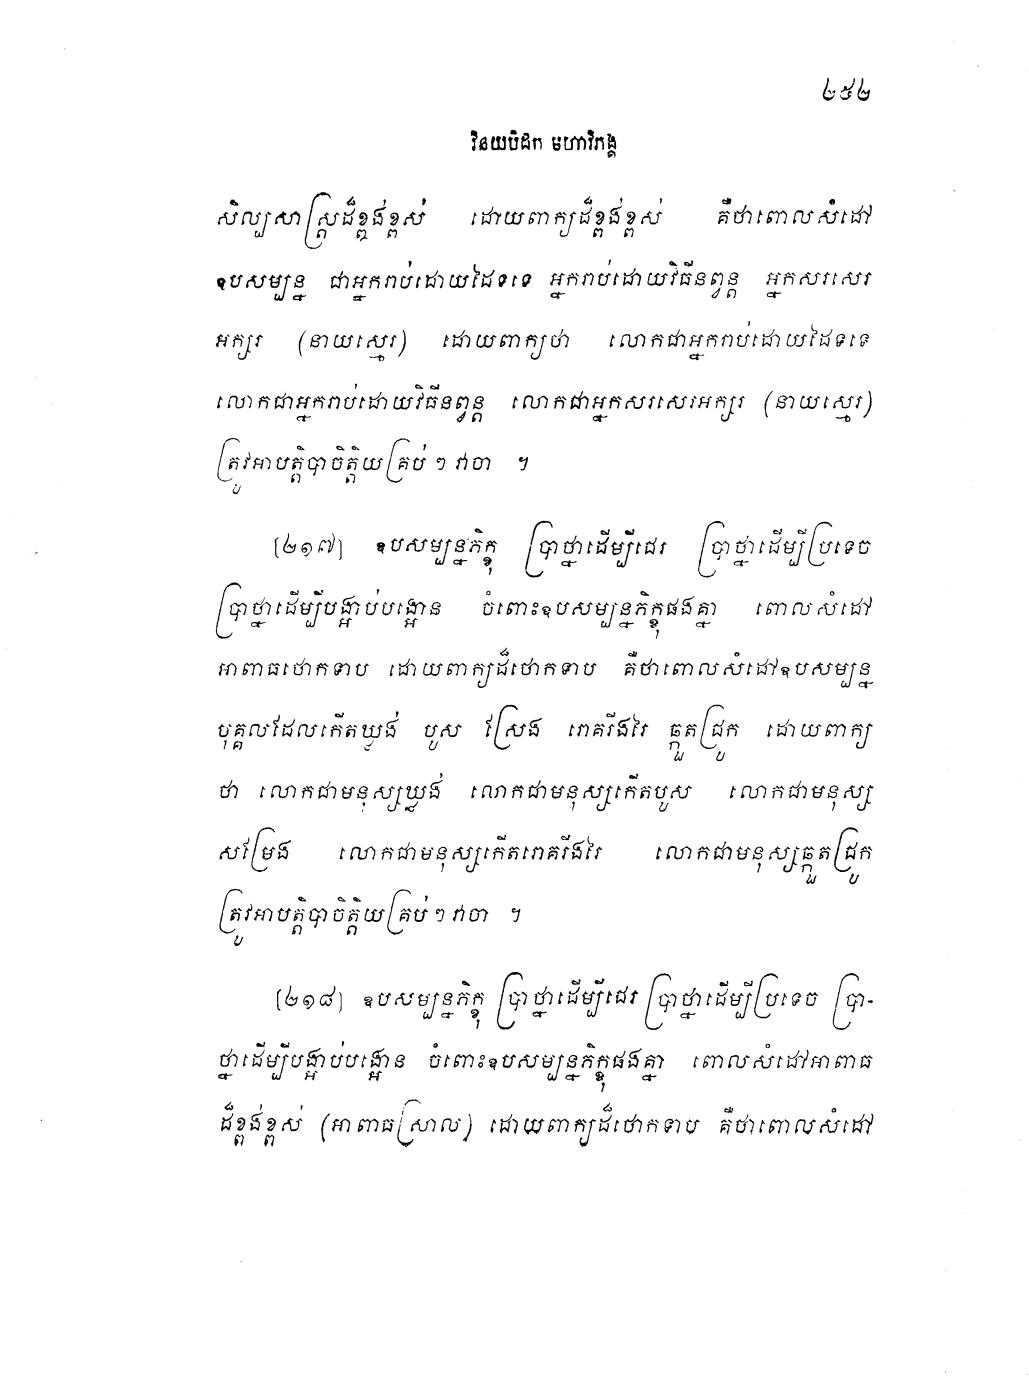 ២៥២
វិនយបិដក មហាវិភង្គ
សិល្បសាស្ត្រដ៏ខ្ពង់ខ្ពស់ ដោយពាក្យដ៏ខ្ពង់ខ្ពស់ គឺថាពោលសំដៅ
ឧបសម្បន្ន ជាអ្នករាប់ដោយដៃទទេ អ្នករាប់ដោយវិធីនព្វន្ត អ្នកសរសេរ
អក្សរ (នាយស្មេរ) ដោយពាក្យថា លោកជាអ្នករាប់ដោយដៃទទេ
លោកជាអ្នករាប់ដោយវិធីនព្វន្ត លោកជាអ្នកសរសេរអក្សរ (នាយស្មេរ)
ត្រូវអាបត្តិបាចិត្តិយគ្រប់ៗ វាចា ។
[២១៧] ឧបសម្បន្នភិក្ខុ ប្រាថ្នាដើម្បីជេរ ប្រាថ្នាដើម្បីប្រទេច
ប្រាថ្នាដើម្បីបង្អាប់បង្អោន ចំពោះឧបសម្បន្នភិក្ខុផងគ្នា ពោលសំដៅ
អាពាធថោកទាប ដោយពាក្យដ៏ថោកទាប គឺថាពោលសំដៅឧបសម្បន្ន
បុគ្គលដែលកើតឃ្លង់ បូស ស្រែង រោគរីងរៃ ឆ្កួតជ្រូក ដោយពាក្យ
ថា លោកជាមនុស្សឃ្លង់ លោកជាមនុស្សកើតបូស លោកជាមនុស្ស
សម្រែង លោកជាមនុស្សកើតរោគរីងរៃ លោកជាមនុស្សឆ្កួតជ្រូក
ត្រូវអាបត្តិបាចិត្តិយគ្រប់ៗ វាចា ។
[២១៨] ឧបសម្បន្នភិក្ខុ ប្រាថ្នាដើម្បីជេរ ប្រាថ្នាដើម្បីប្រទេច ប្រា-
ថ្នាដើម្បីបង្អាប់បង្អោន ចំពោះឧបសម្បន្នភិក្ខុផងគ្នា ពោលសំដៅអាពាធ
ដ៏ខ្ពង់ខ្ពស់ (អាពាធស្រាល) ដោយពាក្យដ៏ថោកទាប គឺថាពោលសំដៅ